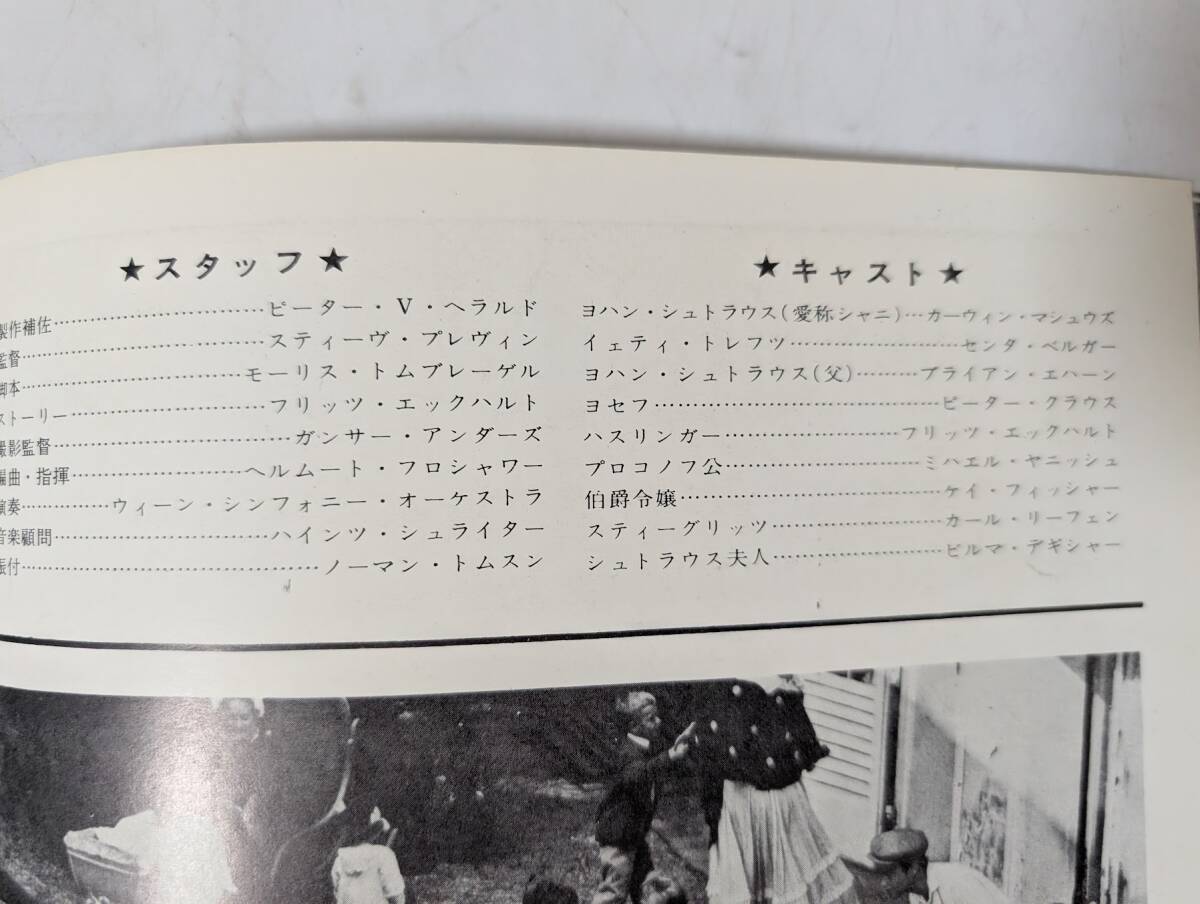 ★スタッフ★
製作補佐……………………ピーター・V・ヘラルド
監督……………………スティーヴ・プレヴィン
脚本……………………モーリス・トムブレーゲル
ストーリー……………………フリッツ・エックハルト
撮影監督……………………ガンサー・アンダーズ
編曲・指揮………………ヘルムート・フロシャワー
演奏……………ウィーン・シンフォニー・オーケストラ
音楽顧問……………………ハインツ・シュライター
振付……………………………ノーマン・トムスン
★キャスト★
ヨハン・シュトラウス(愛称シャニ)…カーウィン・マシュウズ
イェティ・トレフツ………………センタ・ベルガー
ヨハン・シュトラウス(父)………ブライアン・エハーン
ヨセフ……………………………ピーター・クラウス
ハスリンガー…………………フリッツ・エックハルト
プロコノフ公…………………ミハエル・ヤニッシュ
伯爵令嬢…………………………ケイ・フィッシャー
スティーグリッツ………………カール・リーフェン
シュトラウス夫人………………ビルマ・デギシャー